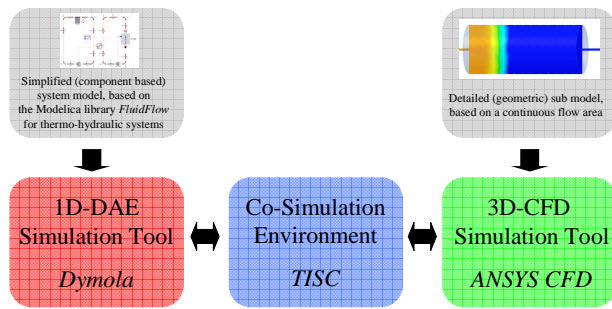 Simplified (component based)
system model, based on
the Modelica library FluidFlow
for thermo-hydraulic systems
Detailed (geometric) sub model,
based on a continuous flow area
1D-DAE
Simulation Tool
Dymola
Co-Simulation
Environment
TISC
3D-CFD
Simulation Tool
ANSYS CFD